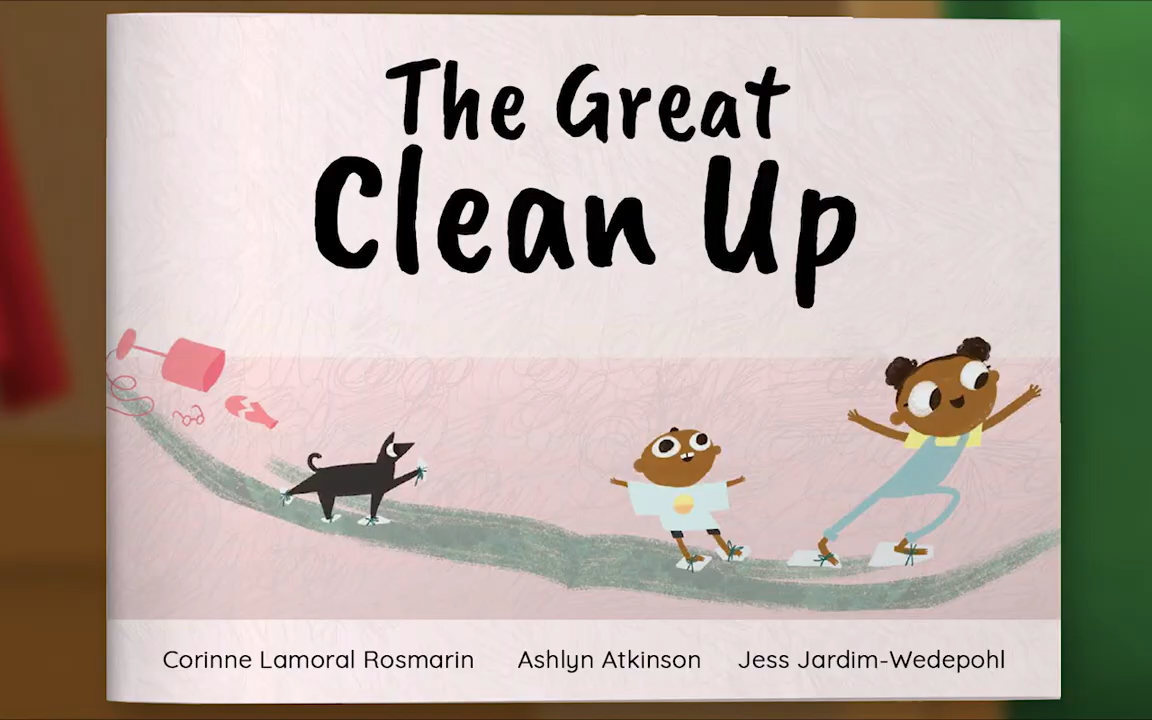 The Great
Clean Up
Corinne Lamoral Rosmarin Ashlyn Atkinson Jess Jardim-Wedepohl